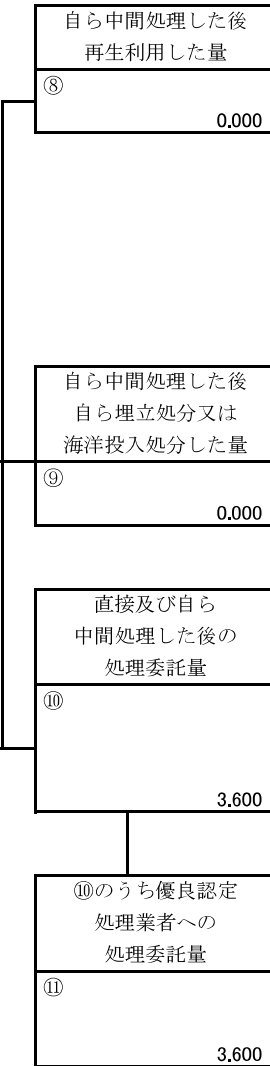 自ら中間処理した後
再生利用した量
⑧
0.000
自ら中間処理した後
自ら埋立処分又は
海洋投入処分した量
⑨
0.000
直接及び自ら
中間処理した後の
処理委託量
⑩
3.600
⑩のうち優良認定
処理業者への
処理委託量
⑪
3.600